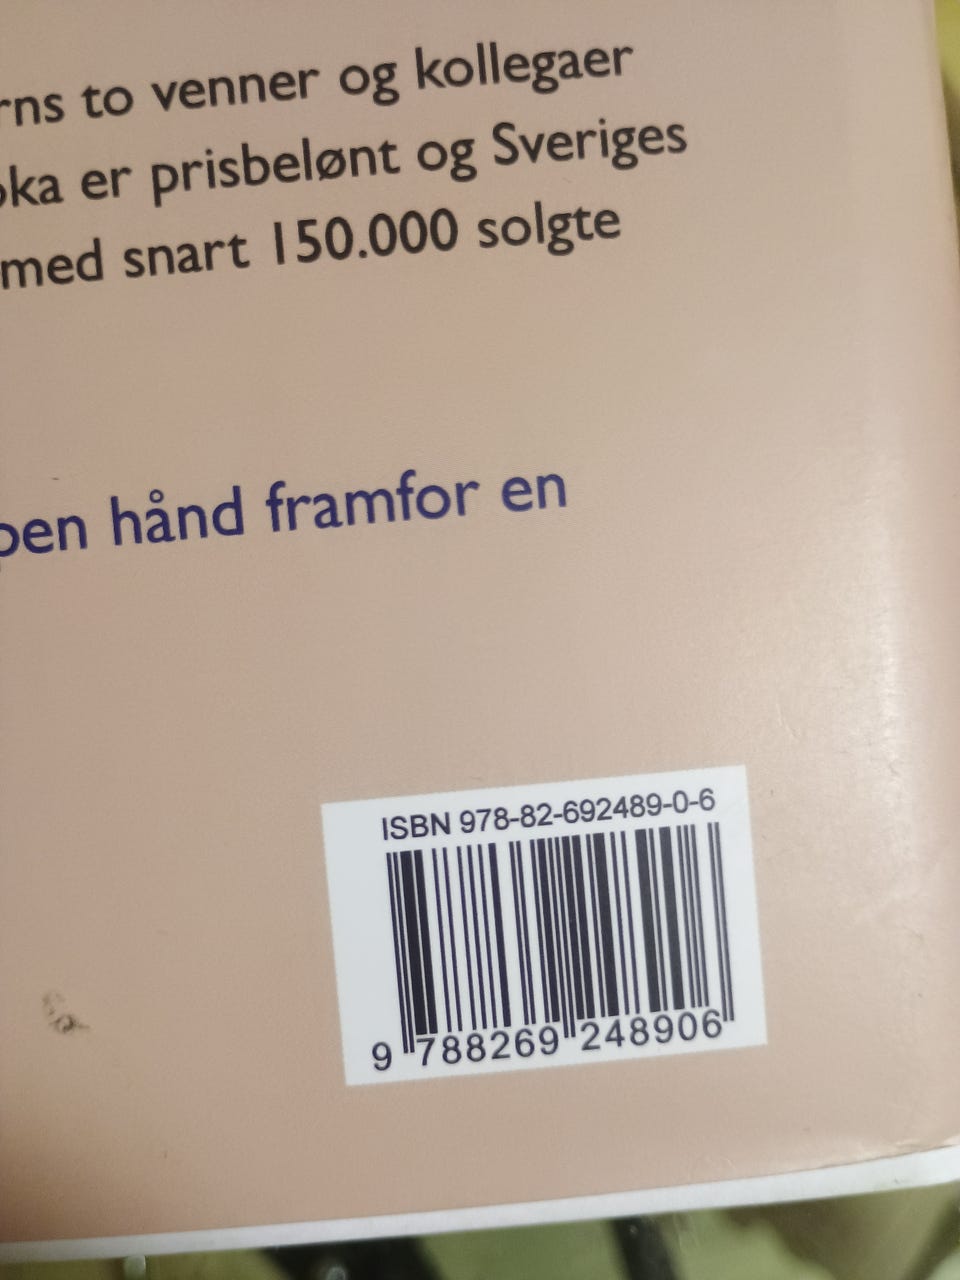 rns to venner og kollegaer
oka er prisbelønt og Sveriges
med snart 150.000 solgte
pen hånd framfor en
ISBN 978-82-692489-0-6
9 788269 248906